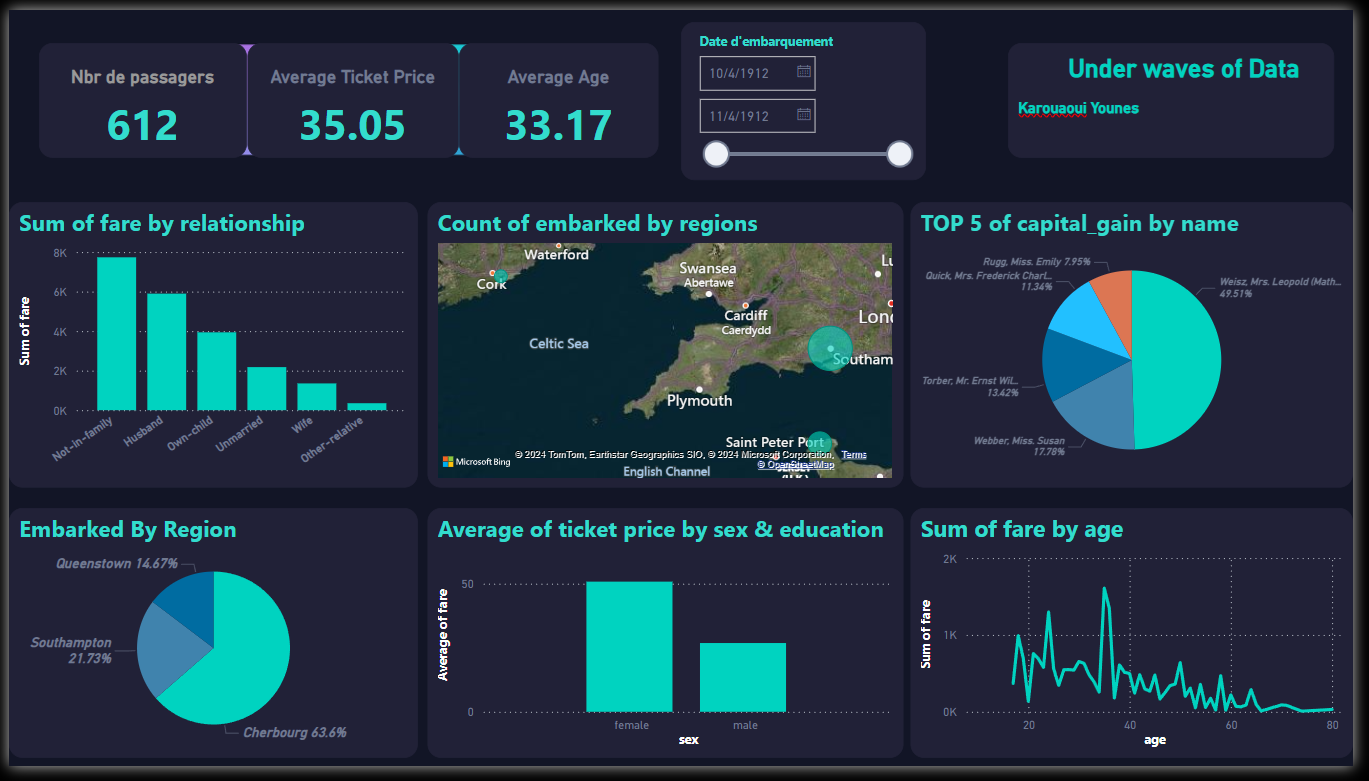 Nbr de passagers
612
Average Ticket Price
35.05
Average Age
33.17
Date d'embarquement
10/4/1912
11/4/1912
Under waves of Data
Karouaoui Younes
Sum of fare by relationship
Sum of fare
8K
6K
4K
2K
0K
Not-in-family
Husband
Own-child
Unmarried
Wife
Other-relative
Count of embarked by regions
Waterford
Cork
Swansea
Abertawe
Cardiff
Caerdydd
Celtic Sea
Plymouth
Southam
Lu
Lond
Saint Peter Port
English Channel
JERSEY
(U.K.)
Microsoft Bing
© 2024 TomTom, Earthstar Geographics SIO, © 2024 Microsoft Corporation, Terms
© OpenStreetMap
TOP 5 of capital_gain by name
Rugg, Miss. Emily 7.95%
Quick, Mrs. Frederick Charl...
11.34%
Weisz, Mrs. Leopold (Math...
49.51%
Torber, Mr. Ernst Wil...
13.42%
Webber, Miss. Susan
17.78%
Embarked By Region
Queenstown 14.67%
Southampton
21.73%
Cherbourg 63.6%
Average of ticket price by sex & education
Average of fare
50
0
female
male
sex
Sum of fare by age
Sum of fare
2K
1K
0K
20
40
60
80
age